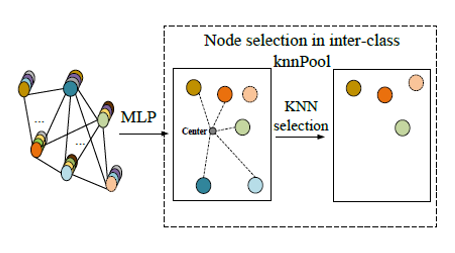 Node selection in inter-class
knnPool
MLP
Center
KNN
selection
...
...